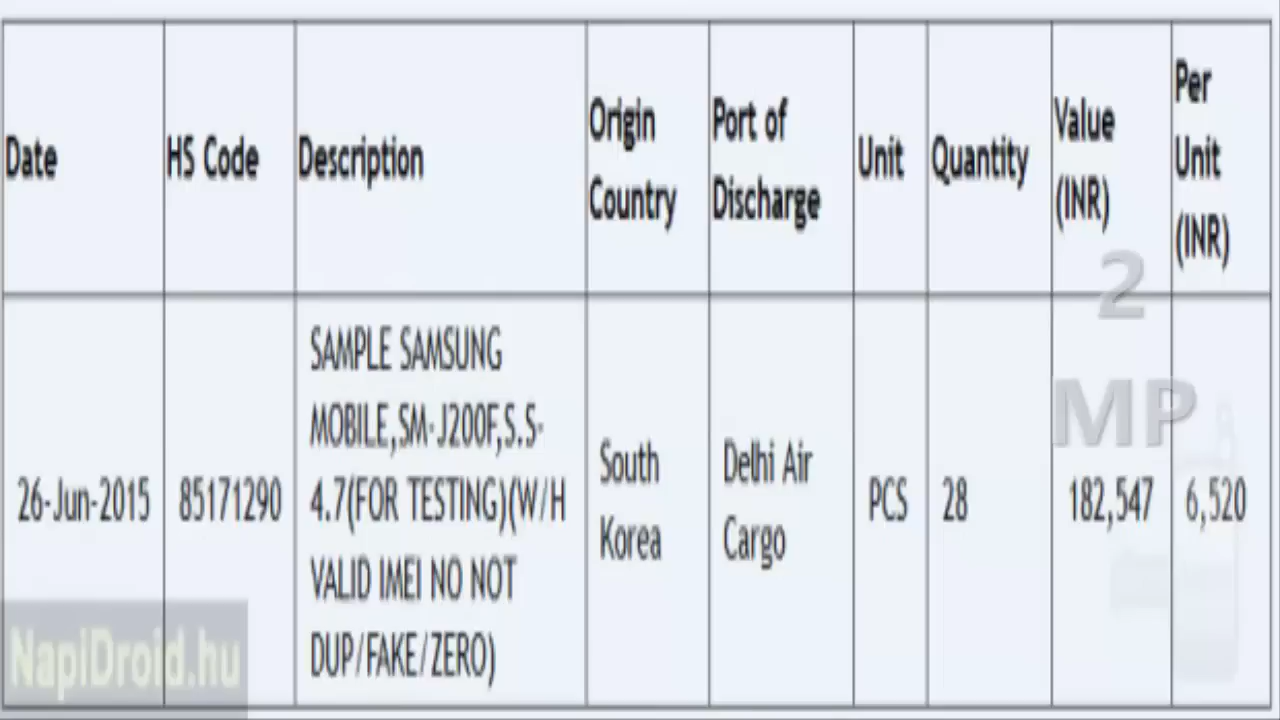 Date
HS Code
Description
Origin
Country
Port of
Discharge
Unit
Quantity
Value
(INR)
Per
Unit
(INR)
26-Jun-2015
85171290
SAMPLE SAMSUNG
MOBILE,SM-J200F,S.S-
4.7(FOR TESTING)(W/H
VALID IMEI NO NOT
DUP/FAKE/ZERO)
South
Korea
Delhi Air
Cargo
PCS
28
182,547
6,520
2
MP
NapiDroid.hu